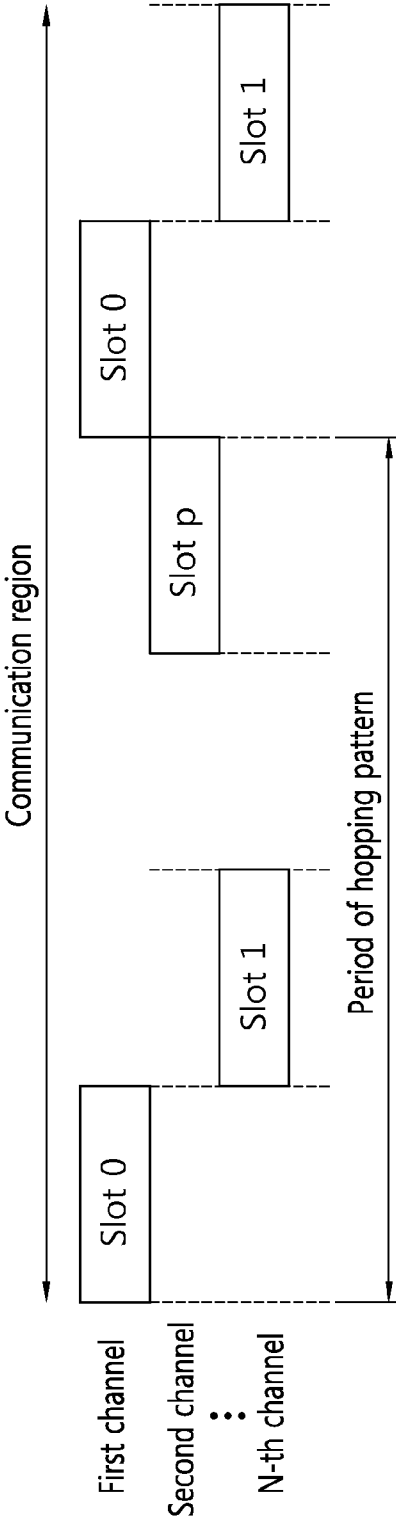 Communication region
First channel
Slot 0
Slot 0
Second channel
Slot p
⋮
N-th channel
Slot 1
Slot 1
Period of hopping pattern